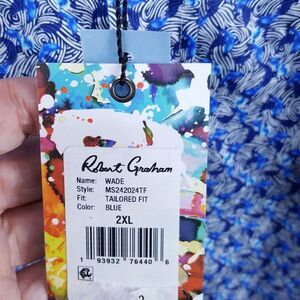 Robert Graham
Name: WADE
Style: MS242024TF
Fit: TAILORED FIT
Color: BLUE
2XL
1 93932 76440 6